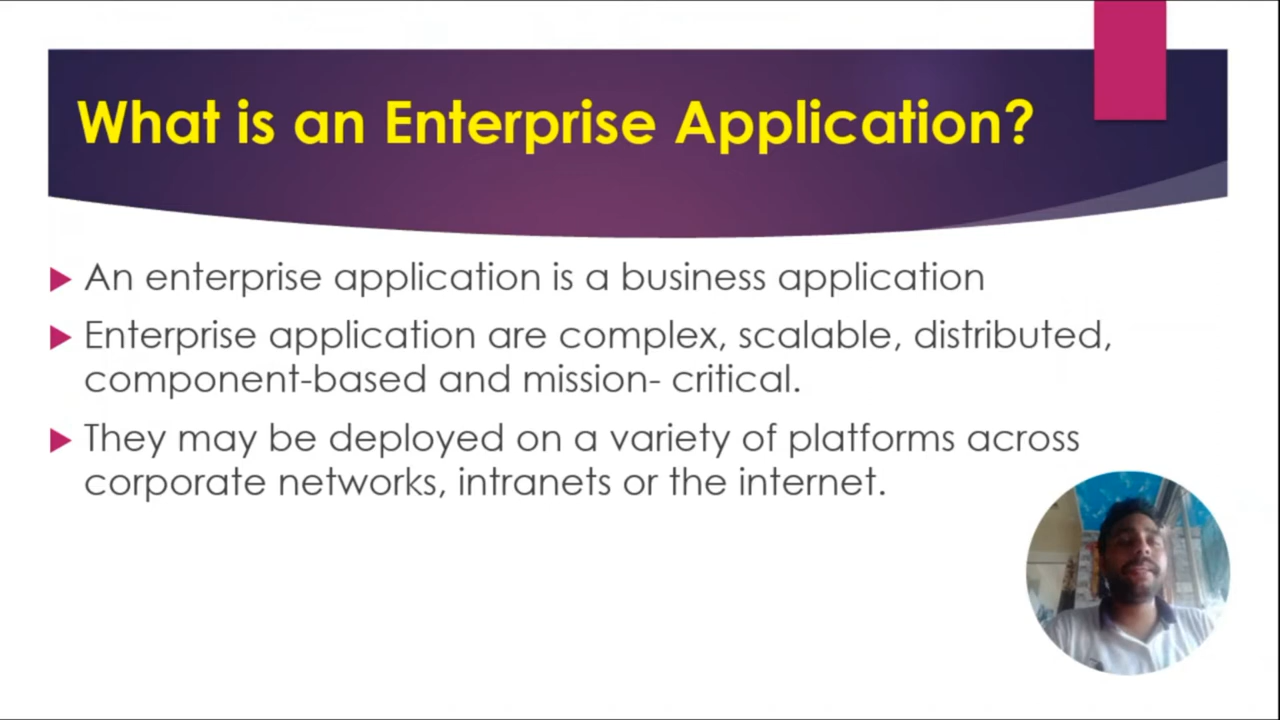 What is an Enterprise Application?
An enterprise application is a business application
Enterprise application are complex, scalable, distributed,
component-based and mission- critical.
They may be deployed on a variety of platforms across
corporate networks, intranets or the internet.